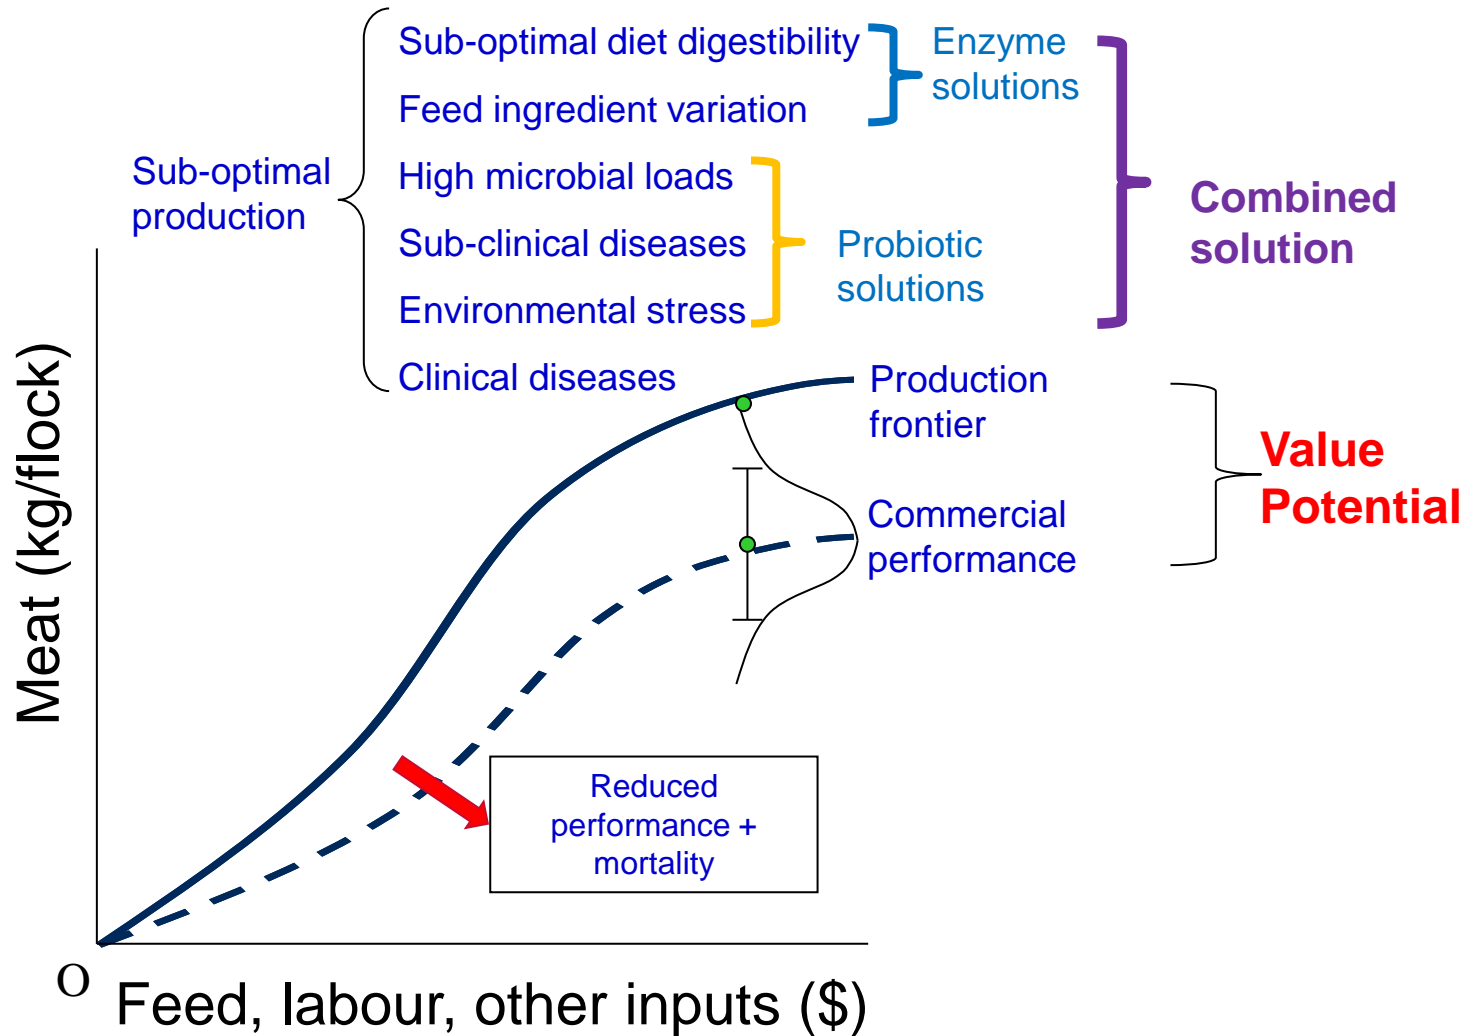 Sub-optimal diet digestibility
Feed ingredient variation
High microbial loads
Sub-clinical diseases
Environmental stress
Clinical diseases
Sub-optimal
production
Enzyme
solutions
Probiotic
solutions
Combined
solution
Production
frontier
Commercial
performance
Value
Potential
Reduced
performance +
mortality
Meat (kg/flock)
O
Feed, labour, other inputs ($)